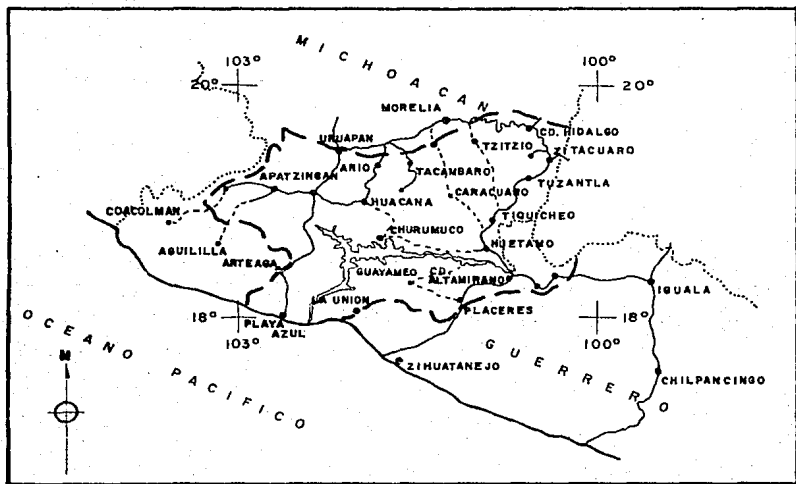 MICHOACAN
103°
100°
20°
20°
MORELIA
CD. HIDALGO
URUAPAN
TZITZIO
ZITACUARO
ARIO
TACAMBARO
APATZINGAN
TUZANTLA
CARACUARO
COACOLMAN
HUACANA
TIQUICHEO
CHURUMUCO
AGUILILLA
HUETAMO
ARTEAGA
GUAYAMEO
CD.
ALTAMIRANO
IGUALA
LA UNION
PLACERES
18°
18°
103°
PLAYA
AZUL
100°
OCEANO PACIFICO
GUERRERO
M
ZIHUATANEJO
CHILPANCINGO